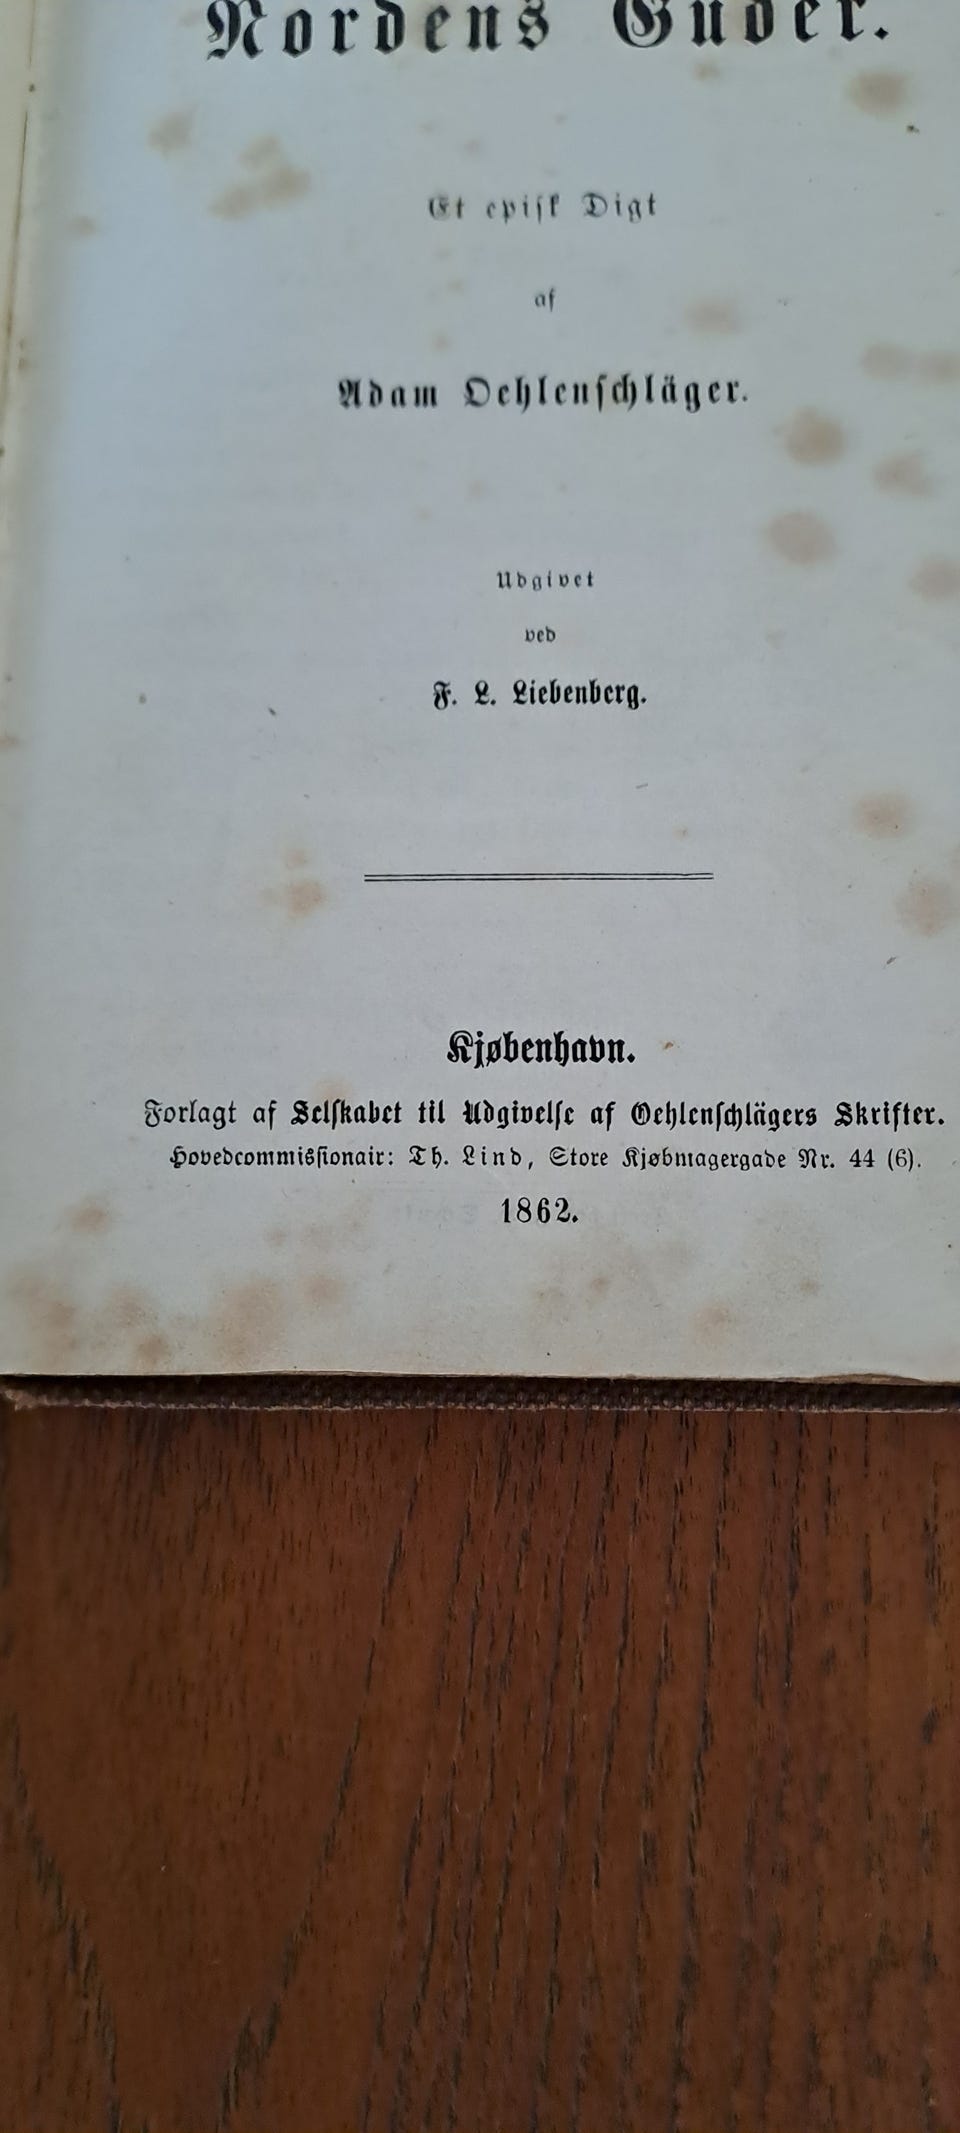 Nordens Guder.
Et episk Digt
af
Adam Oehlenschläger.
Udgivet
ved
F. L. Liebenberg.
Kjøbenhavn.
Forlagt af Selskabet til Udgivelse af Oehlenschlägers Skrifter.
Hovedcommissionair: Th. Lind, Store Kjøbmagergade Nr. 44 (6).
1862.